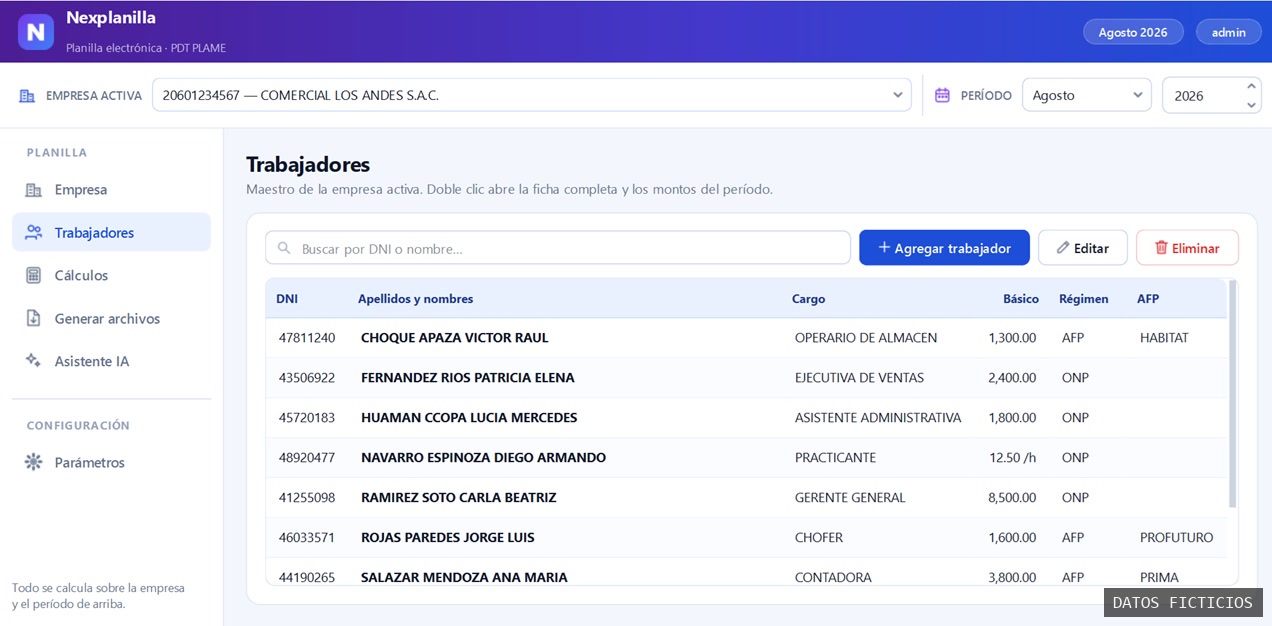 N
Nexplanilla
Planilla electrónica · PDT PLAME
Agosto 2026
admin
EMPRESA ACTIVA
20601234567 — COMERCIAL LOS ANDES S.A.C.
PERÍODO
Agosto
2026
PLANILLA
Empresa
Trabajadores
Cálculos
Generar archivos
Asistente IA
CONFIGURACIÓN
Parámetros
Todo se calcula sobre la empresa
y el período de arriba.
Trabajadores
Maestro de la empresa activa. Doble clic abre la ficha completa y los montos del período.
Buscar por DNI o nombre...
+ Agregar trabajador
Editar
Eliminar
DNI Apellidos y nombres Cargo Básico Régimen AFP
47811240 CHOQUE APAZA VICTOR RAUL OPERARIO DE ALMACEN 1,300.00 AFP HABITAT
43506922 FERNANDEZ RIOS PATRICIA ELENA EJECUTIVA DE VENTAS 2,400.00 ONP
45720183 HUAMAN CCOPA LUCIA MERCEDES ASISTENTE ADMINISTRATIVA 1,800.00 ONP
48920477 NAVARRO ESPINOZA DIEGO ARMANDO PRACTICANTE 12.50 /h ONP
41255098 RAMIREZ SOTO CARLA BEATRIZ GERENTE GENERAL 8,500.00 ONP
46033571 ROJAS PAREDES JORGE LUIS CHOFER 1,600.00 AFP PROFUTURO
44190265 SALAZAR MENDOZA ANA MARIA CONTADORA 3,800.00 AFP PRIMA
DATOS FICTICIOS